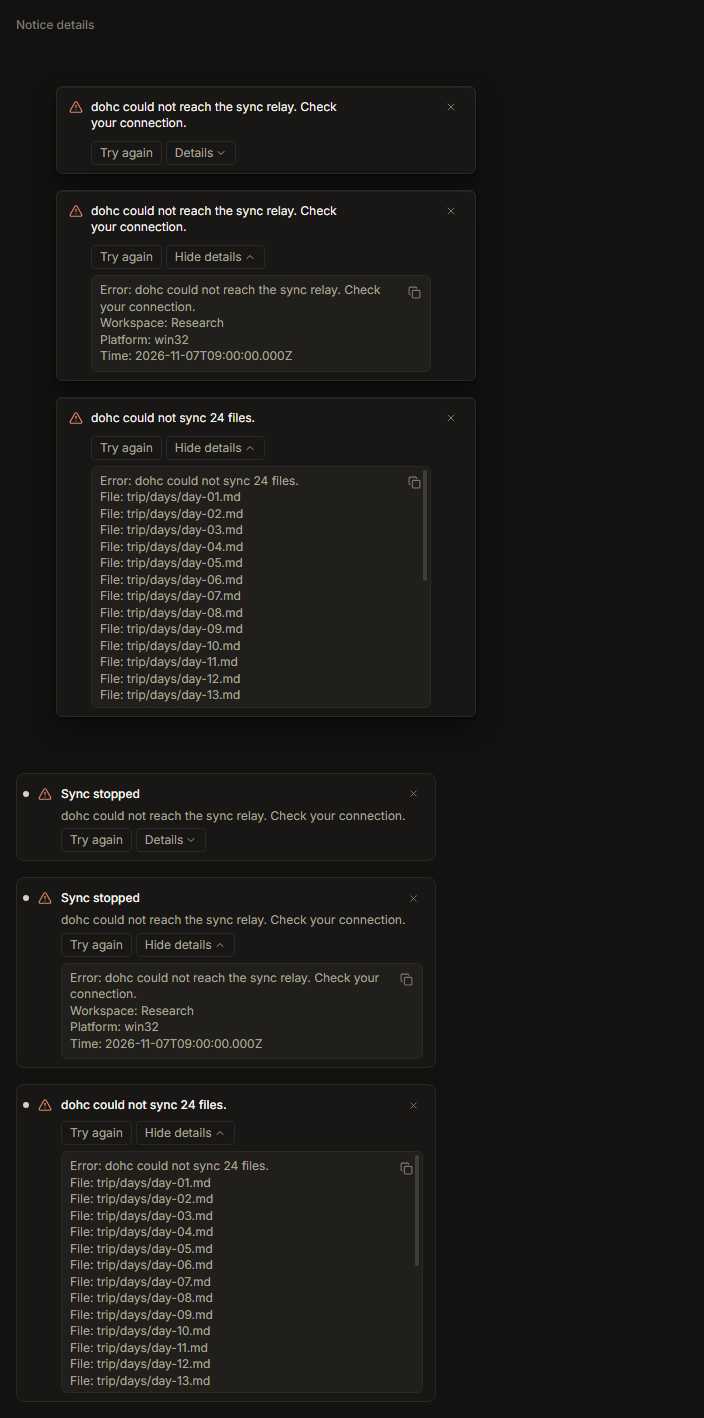 Notice details
dohc could not reach the sync relay. Check
your connection.
Try again
Details
dohc could not reach the sync relay. Check
your connection.
Try again
Hide details
Error: dohc could not reach the sync relay. Check
your connection.
Workspace: Research
Platform: win32
Time: 2026-11-07T09:00:00.000Z
dohc could not sync 24 files.
Try again
Hide details
Error: dohc could not sync 24 files.
File: trip/days/day-01.md
File: trip/days/day-02.md
File: trip/days/day-03.md
File: trip/days/day-04.md
File: trip/days/day-05.md
File: trip/days/day-06.md
File: trip/days/day-07.md
File: trip/days/day-08.md
File: trip/days/day-09.md
File: trip/days/day-10.md
File: trip/days/day-11.md
File: trip/days/day-12.md
File: trip/days/day-13.md
Sync stopped
dohc could not reach the sync relay. Check your connection.
Try again
Details
Sync stopped
dohc could not reach the sync relay. Check your connection.
Try again
Hide details
Error: dohc could not reach the sync relay. Check your
connection.
Workspace: Research
Platform: win32
Time: 2026-11-07T09:00:00.000Z
dohc could not sync 24 files.
Try again
Hide details
Error: dohc could not sync 24 files.
File: trip/days/day-01.md
File: trip/days/day-02.md
File: trip/days/day-03.md
File: trip/days/day-04.md
File: trip/days/day-05.md
File: trip/days/day-06.md
File: trip/days/day-07.md
File: trip/days/day-08.md
File: trip/days/day-09.md
File: trip/days/day-10.md
File: trip/days/day-11.md
File: trip/days/day-12.md
File: trip/days/day-13.md